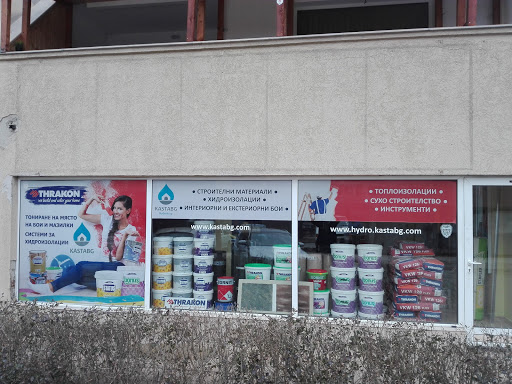 THRAKON
ТОНИРАНЕ НА МЯСТО
НА БОИ И МАЗИЛКИ
СИСТЕМИ ЗА
ХИДРОИЗОЛАЦИИ
KASTABG
KASTABG
• СТРОИТЕЛНИ МАТЕРИАЛИ •
• ХИДРОИЗОЛАЦИИ •
• ИНТЕРИОРНИ И ЕКСТЕРИОРНИ БОИ •
www.kastabg.com
THRAKON
• ТОПЛОИЗОЛАЦИИ •
• СУХО СТРОИТЕЛСТВО •
• ИНСТРУМЕНТИ •
www.hydro.kastabg.com